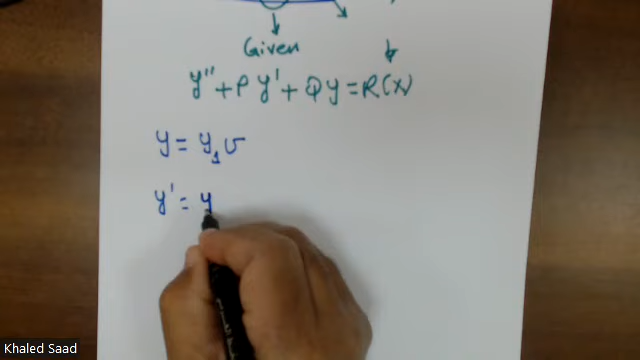 Given
y'' + P y' + Q y = R(x)
y = y₁ v
y' = y
Khaled Saad